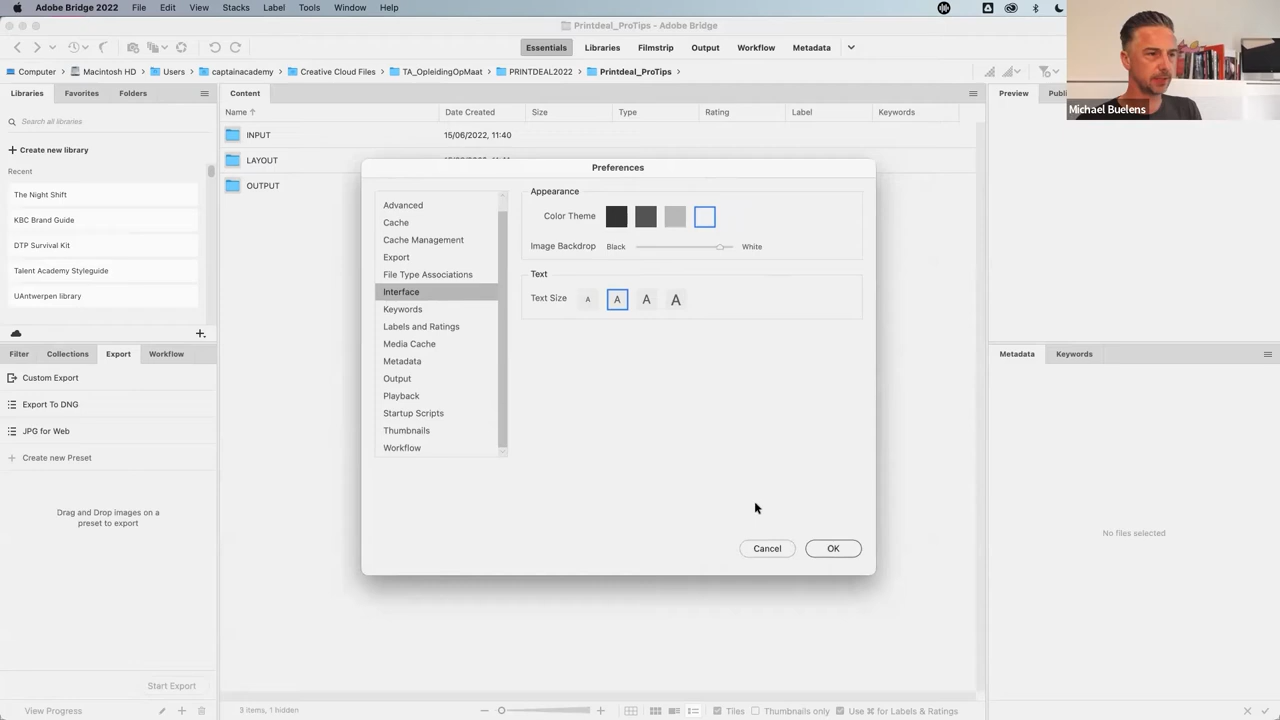 Adobe Bridge 2022 File Edit View Stacks Label Tools Window Help
Printdeal_ProTips - Adobe Bridge
Essentials Libraries Filmstrip Output Workflow Metadata
Computer Macintosh HD Users captainacademy Creative Cloud Files TA_OpleidingOpMaat PRINTDEAL2022 Printdeal_ProTips
Michael Buelens
Libraries Favorites Folders
Content
Preview
Search all libraries
Name Date Created Size Type Rating Label Keywords
INPUT 15/06/2022, 11:40
Create new library
LAYOUT
Recent
OUTPUT
The Night Shift
KBC Brand Guide
DTP Survival Kit
Talent Academy Styleguide
UAntwerpen library
Preferences
Advanced
Cache
Cache Management
Export
File Type Associations
Interface
Keywords
Labels and Ratings
Media Cache
Metadata
Output
Playback
Startup Scripts
Thumbnails
Workflow
Appearance
Color Theme
Image Backdrop Black White
Text
Text Size A A A A
Cancel OK
Filter Collections Export Workflow
Custom Export
Export To DNG
JPG for Web
Create new Preset
Drag and Drop images on a
preset to export
Start Export
View Progress
Metadata Keywords
No files selected
3 items, 1 hidden
Tiles Thumbnails only Use ⌘ for Labels & Ratings